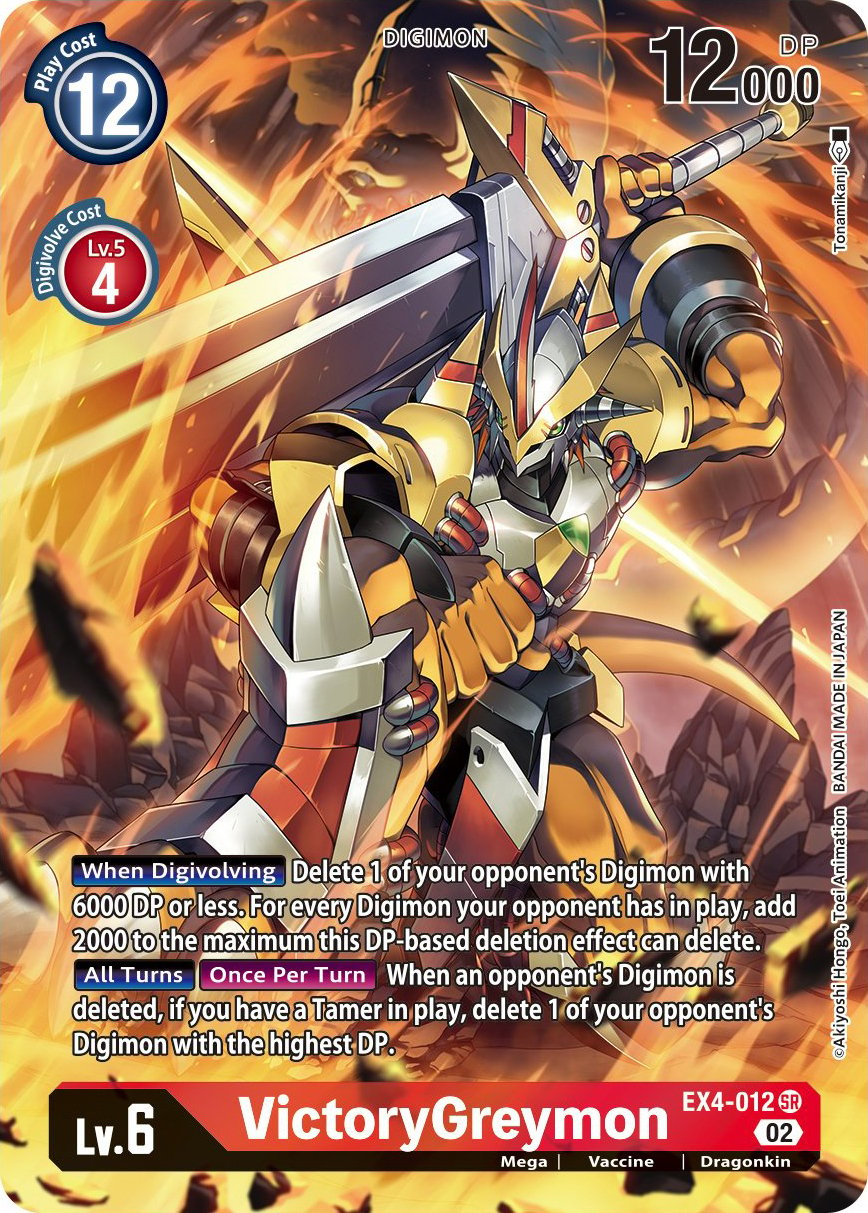 DIGIMON
Play Cost
12
12000
DP
Digivolve Cost
Lv.5
4
Tonamikanji
When Digivolving Delete 1 of your opponent's Digimon with
6000 DP or less. For every Digimon your opponent has in play, add
2000 to the maximum this DP-based deletion effect can delete.
All Turns Once Per Turn When an opponent's Digimon is
deleted, if you have a Tamer in play, delete 1 of your opponent's
Digimon with the highest DP.
©Akiyoshi Hongo, Toei Animation BANDAI MADE IN JAPAN
Lv.6
VictoryGreymon
EX4-012 SR
02
Mega | Vaccine | Dragonkin